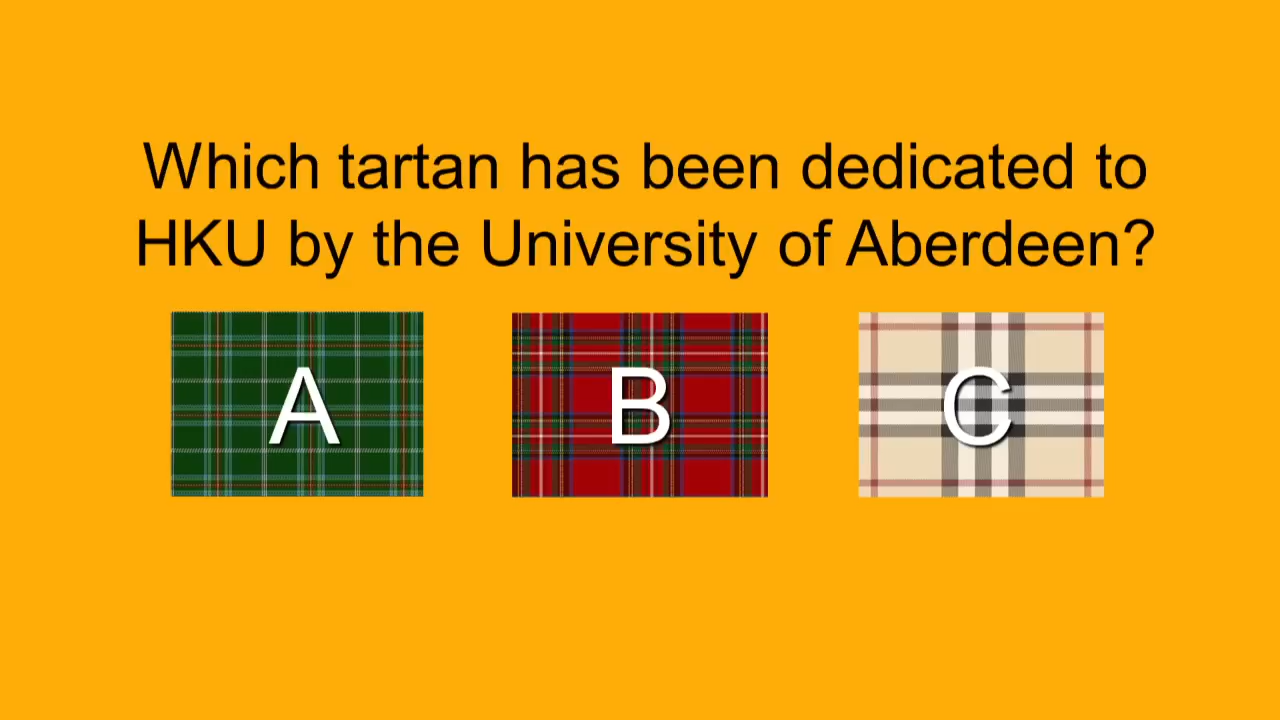 Which tartan has been dedicated to
HKU by the University of Aberdeen?
A B C